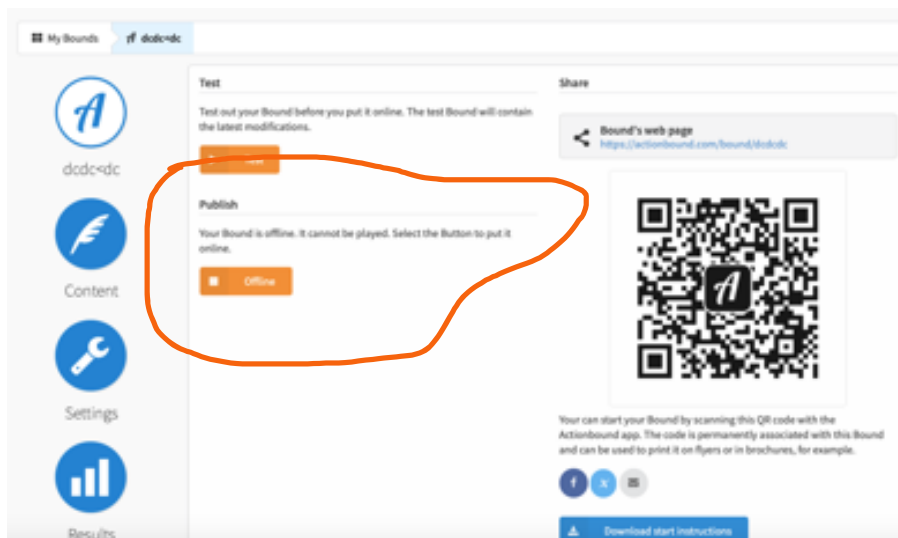 My Bounds
dcdc<dc
Test
Test out your Bound before you put it online. The test Bound will contain
the latest modifications.
Publish
Your Bound is offline. It cannot be played. Select the Button to put it
online.
Offline
dcdc<dc
Content
Settings
Results
Share
Bound's web page
https://actionbound.com/bound/dcdcdc
Your can start your Bound by scanning this QR code with the
Actionbound app. The code is permanently associated with this Bound
and can be used to print it on flyers or in brochures, for example.
Download start instructions